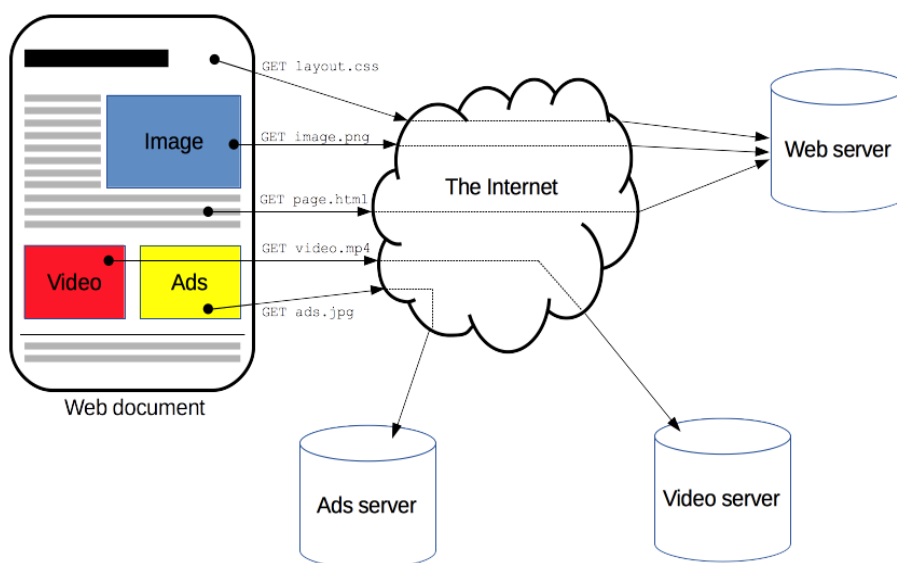 GET layout.css
Image
GET image.png
Web server
The Internet
GET page.html
GET video.mp4
Video
Ads
GET ads.jpg
Web document
Ads server
Video server